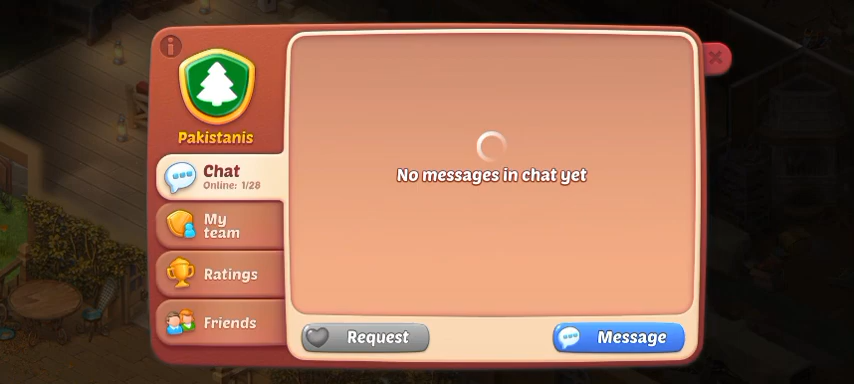 Pakistanis
Chat
Online: 1/28
My
team
Ratings
Friends
No messages in chat yet
Request
Message